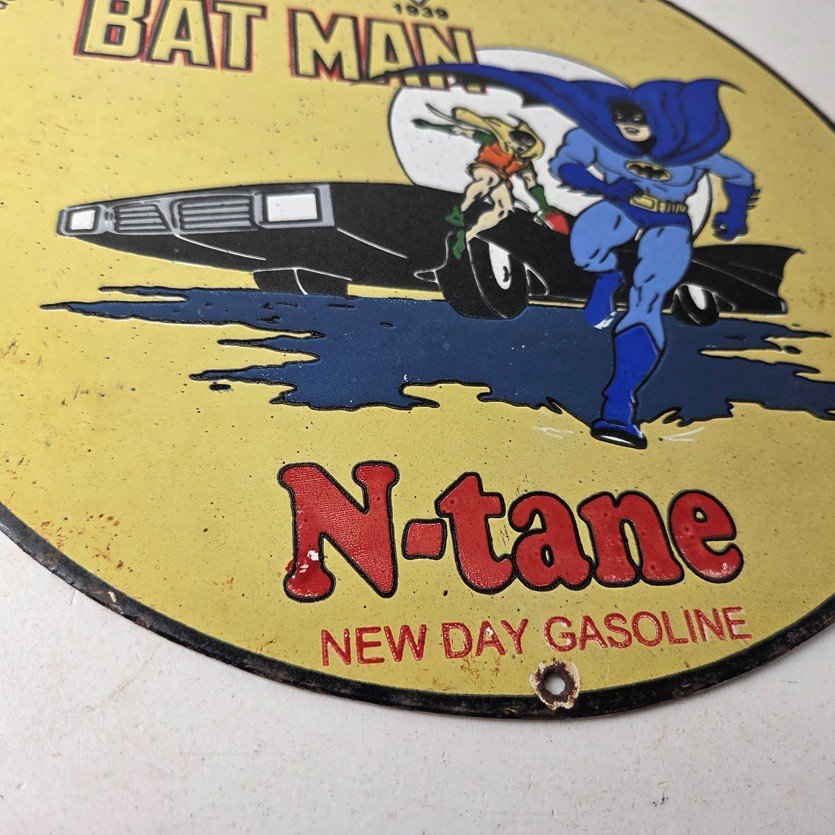 1939
BAT MAN
N-tane
NEW DAY GASOLINE